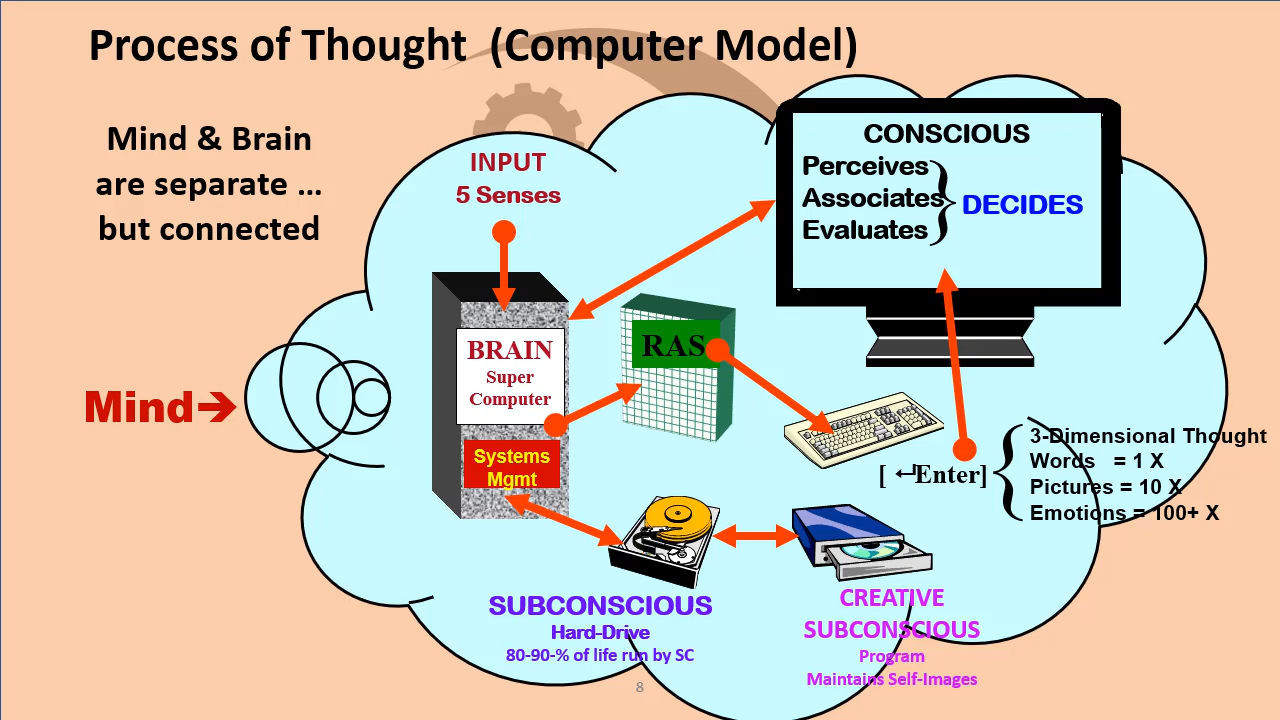 Process of Thought (Computer Model)
Mind & Brain
are separate …
but connected
INPUT
5 Senses
CONSCIOUS
Perceives
Associates
Evaluates
DECIDES
BRAIN
Super
Computer
RAS
Mind→
Systems
Mgmt
[ ↵Enter]
3-Dimensional Thought
Words = 1 X
Pictures = 10 X
Emotions = 100+ X
SUBCONSCIOUS
Hard-Drive
80-90-% of life run by SC
CREATIVE
SUBCONSCIOUS
Program
Maintains Self-Images
8